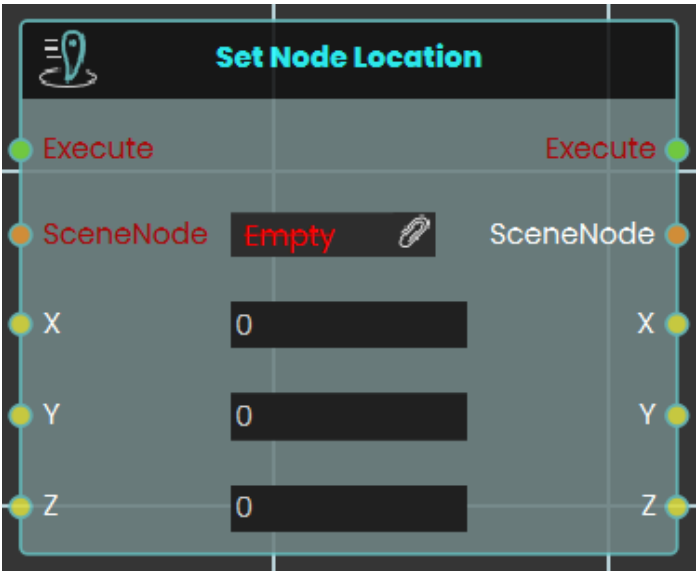 Set Node Location
Execute Execute
SceneNode Empty SceneNode
X 0 X
Y 0 Y
Z 0 Z